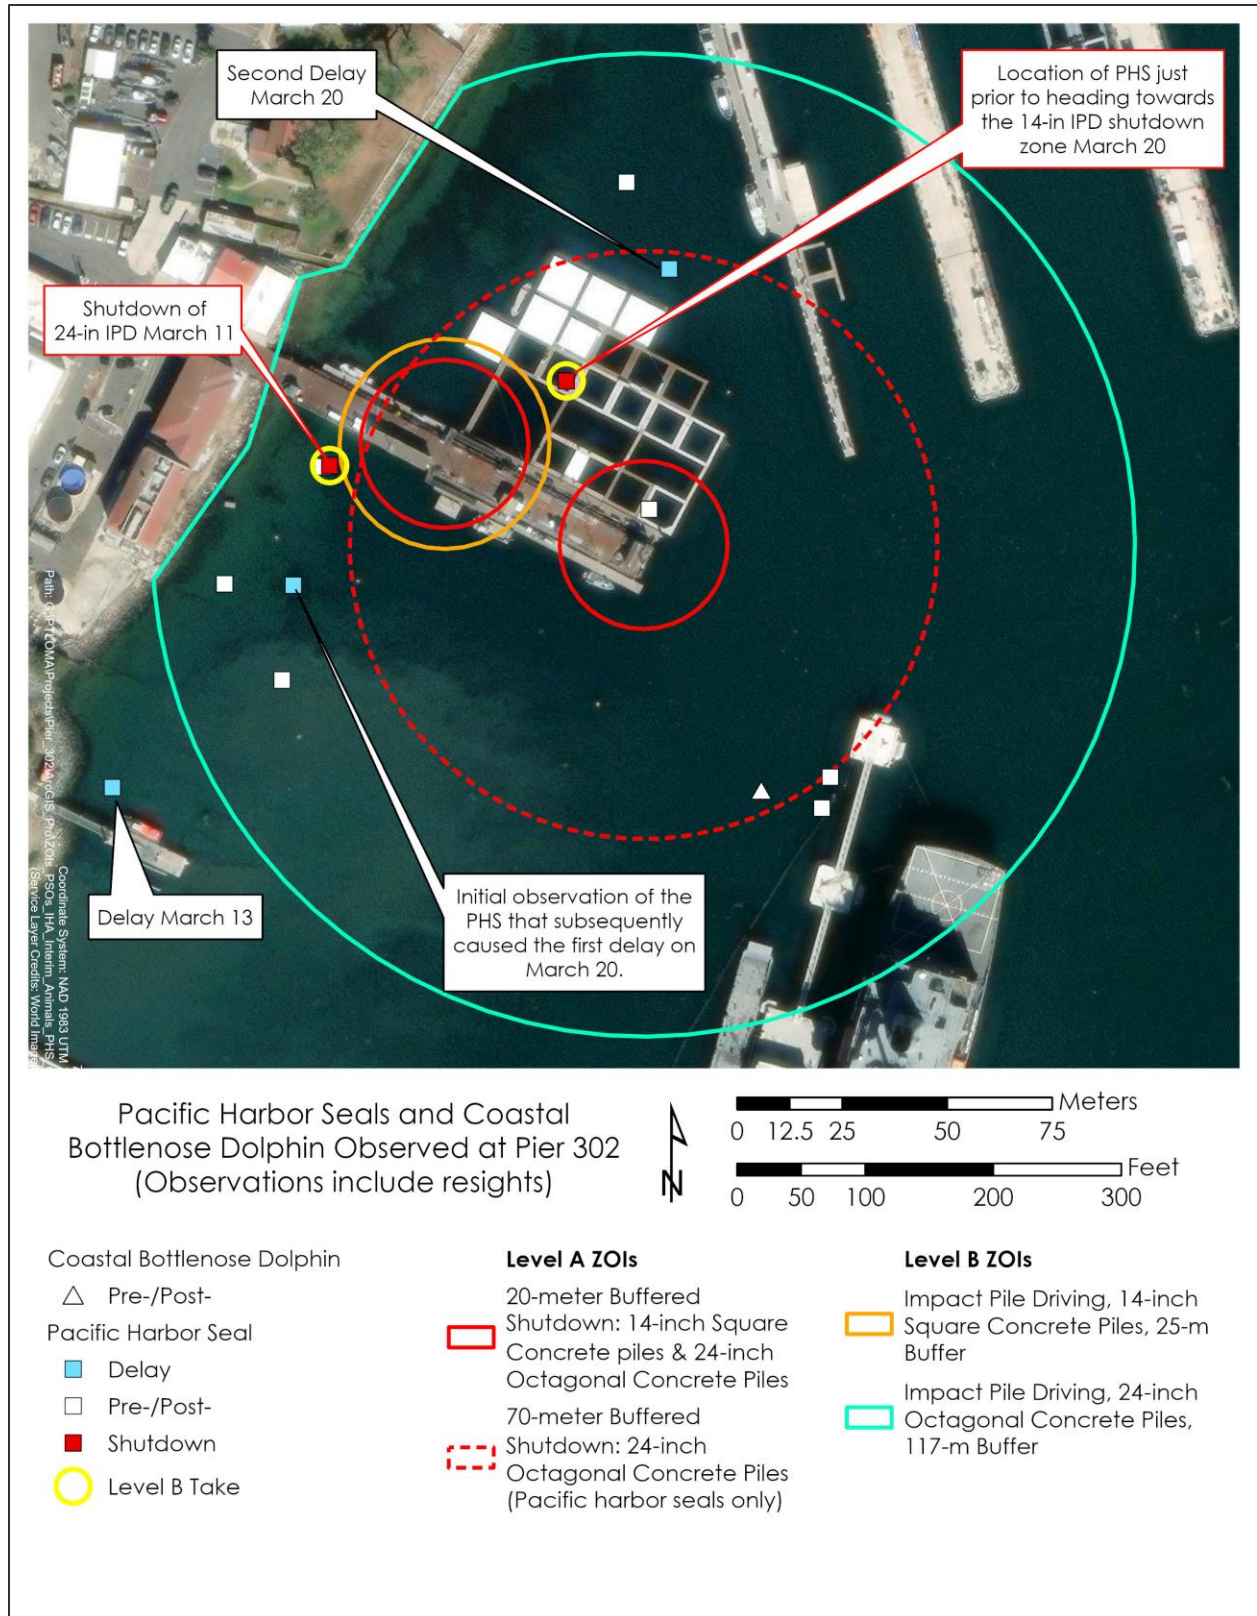 Second Delay
March 20
Location of PHS just
prior to heading towards
the 14-in IPD shutdown
zone March 20
Shutdown of
24-in IPD March 11
Delay March 13
Initial observation of the
PHS that subsequently
caused the first delay on
March 20.
Coordinate System: NAD 1983 UTM
(Service Layer Credits: World Image
Pacific Harbor Seals and Coastal
Bottlenose Dolphin Observed at Pier 302
(Observations include resights)
N
Meters
0 12.5 25 50 75
Feet
0 50 100 200 300
Coastal Bottlenose Dolphin
Pre-/Post-
Pacific Harbor Seal
Delay
Pre-/Post-
Shutdown
Level B Take
Level A ZOIs
20-meter Buffered
Shutdown: 14-inch Square
Concrete piles & 24-inch
Octagonal Concrete Piles
70-meter Buffered
Shutdown: 24-inch
Octagonal Concrete Piles
(Pacific harbor seals only)
Level B ZOIs
Impact Pile Driving, 14-inch
Square Concrete Piles, 25-m
Buffer
Impact Pile Driving, 24-inch
Octagonal Concrete Piles,
117-m Buffer